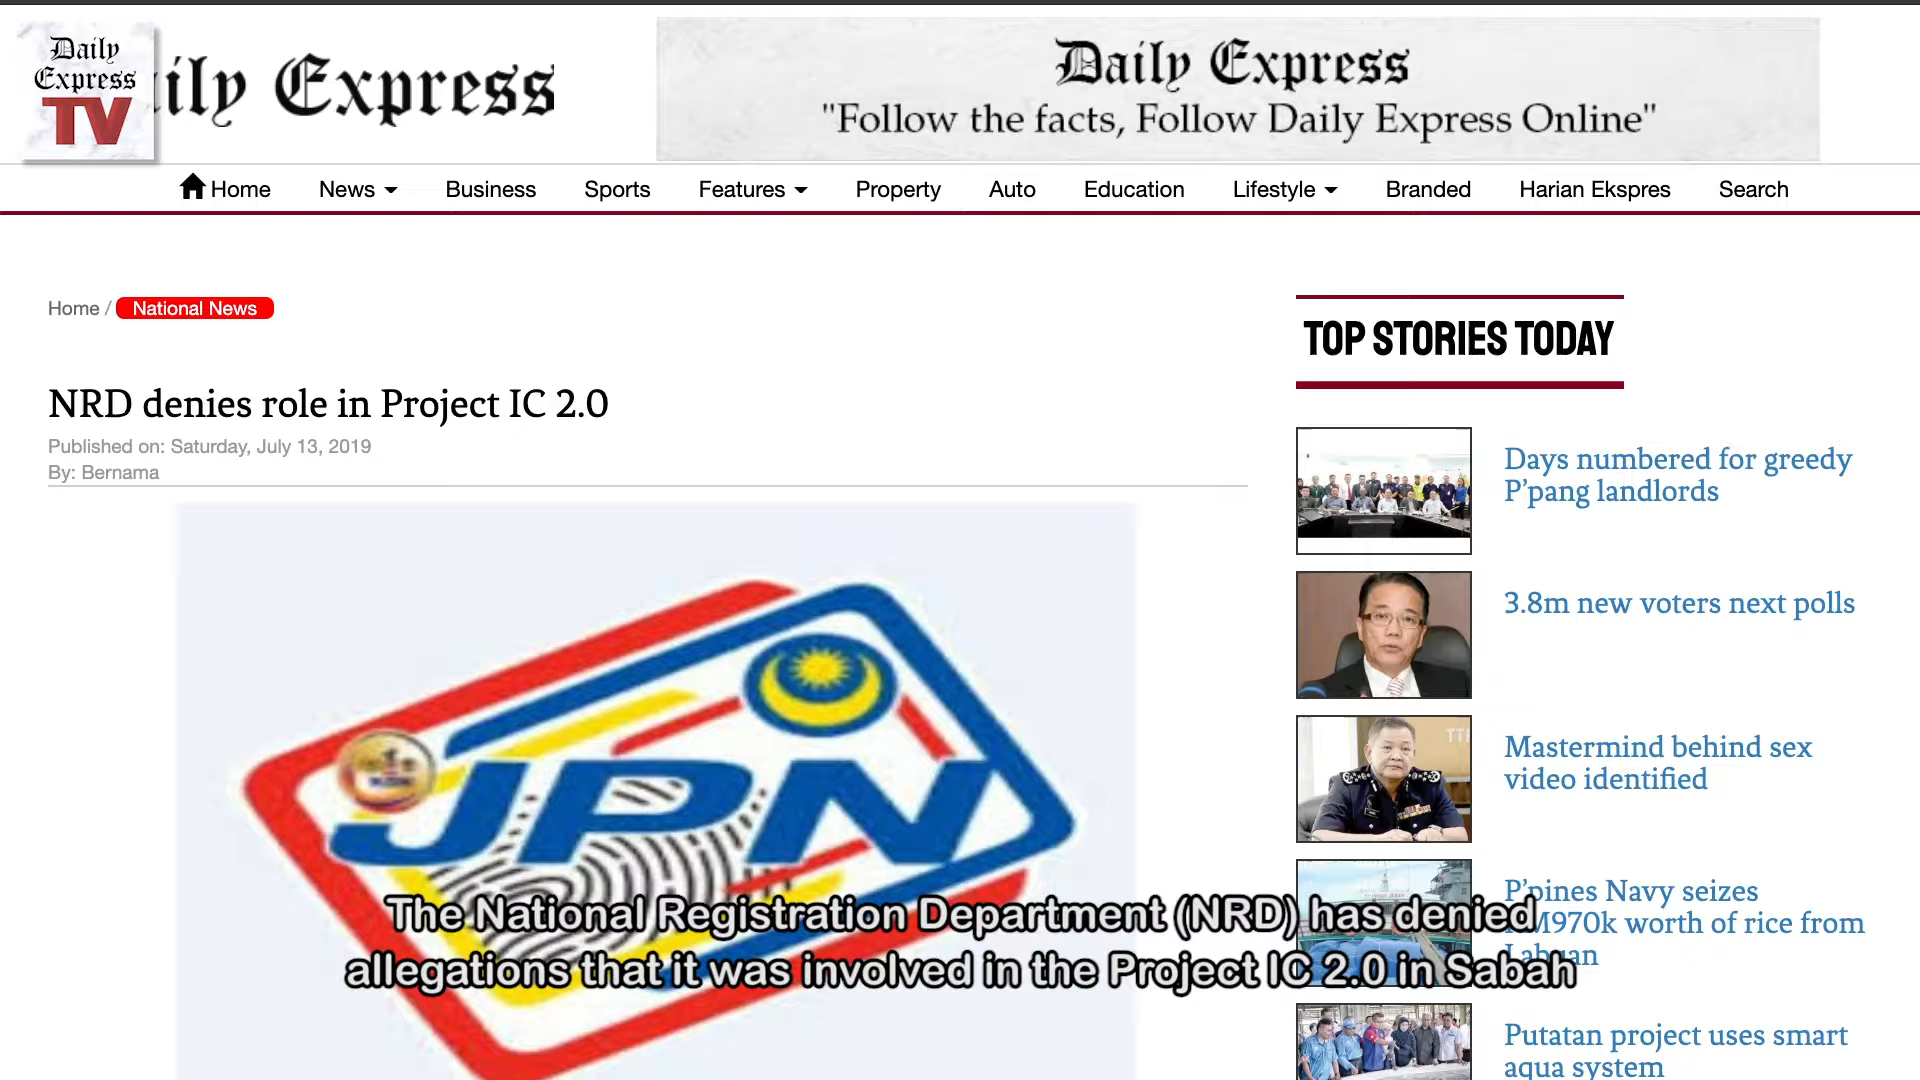 Daily
Express
TV
ily Express
Daily Express
"Follow the facts, Follow Daily Express Online"
Home News Business Sports Features Property Auto Education Lifestyle Branded Harian Ekspres Search
Home / National News
NRD denies role in Project IC 2.0
Published on: Saturday, July 13, 2019
By: Bernama
JPN
The National Registration Department (NRD) has denied
allegations that it was involved in the Project IC 2.0 in Sabah
TOP STORIES TODAY
Days numbered for greedy
P'pang landlords
3.8m new voters next polls
Mastermind behind sex
video identified
P'pines Navy seizes
M970k worth of rice from
Putatan project uses smart
aqua system